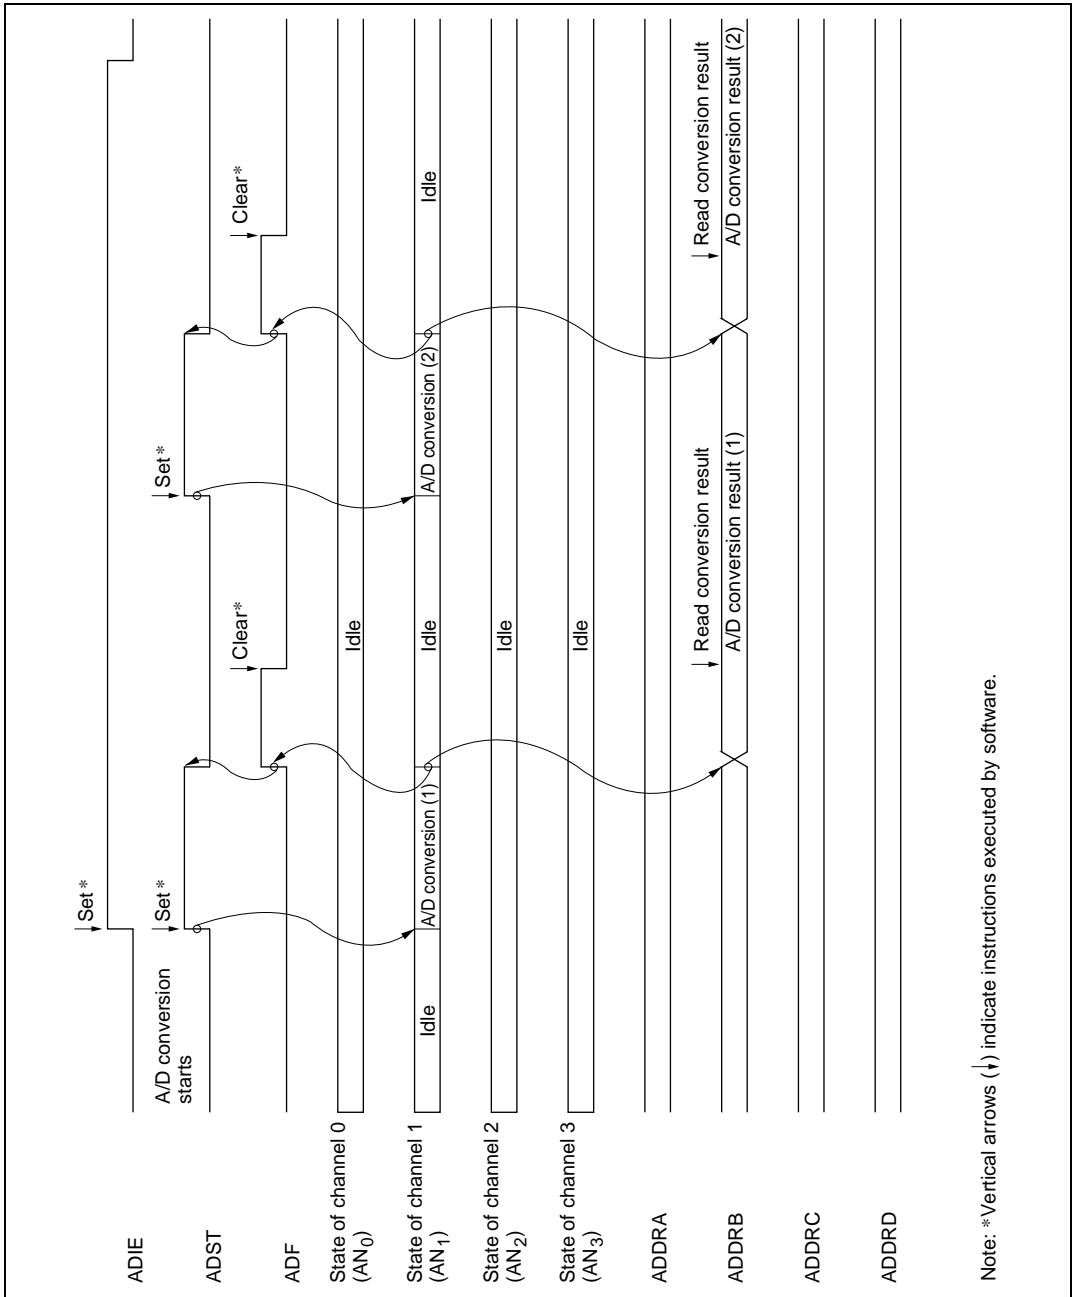 ADIE
Set *
ADST
A/D conversion
starts
Set *
Set *
ADF
Clear*
Clear*
State of channel 0
(AN0)
Idle
State of channel 1
(AN1)
Idle
A/D conversion (1)
Idle
A/D conversion (2)
Idle
State of channel 2
(AN2)
Idle
State of channel 3
(AN3)
Idle
ADDRA
ADDRB
Read conversion result
A/D conversion result (1)
Read conversion result
A/D conversion result (2)
ADDRC
ADDRD
Note: * Vertical arrows (↓) indicate instructions executed by software.